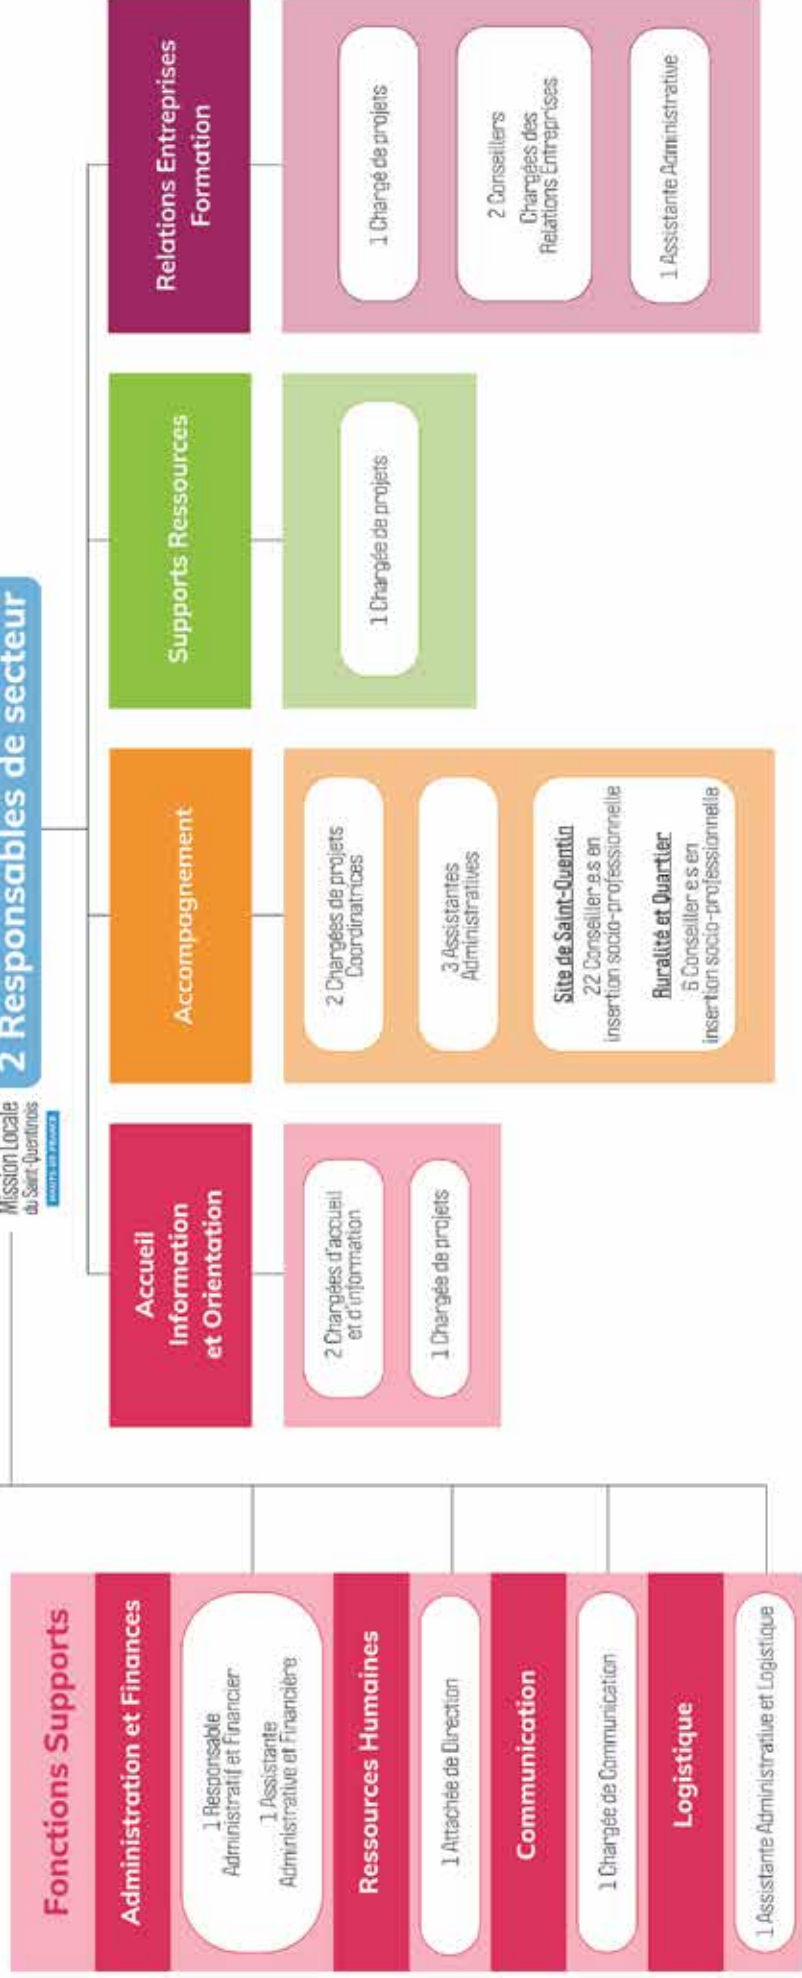 2 Responsables de secteur
Mission Locale
du Saint-Quentinois
HAUTS-DE-FRANCE
Fonctions Supports
Administration et Finances
1 Responsable
Administratif et Financier
1 Assistante
Administrative et Financière
Ressources Humaines
1 Attachée de Direction
Communication
1 Chargée de Communication
Logistique
1 Assistante Administrative et Logistique
Accueil
Information
et Orientation
2 Chargées d'accueil
et d'information
1 Chargée de projets
Accompagnement
2 Chargées de projets
Coordinatrices
3 Assistantes
Administratives
Site de Saint-Quentin
22 Conseiller.e.s en
insertion socio-professionnelle
Ruralité et Quartier
6 Conseiller.e.s en
insertion socio-professionnelle
Supports Ressources
1 Chargée de projets
Relations Entreprises
Formation
1 Chargé de projets
2 Conseillers
Chargées des
Relations Entreprises
1 Assistante Administrative